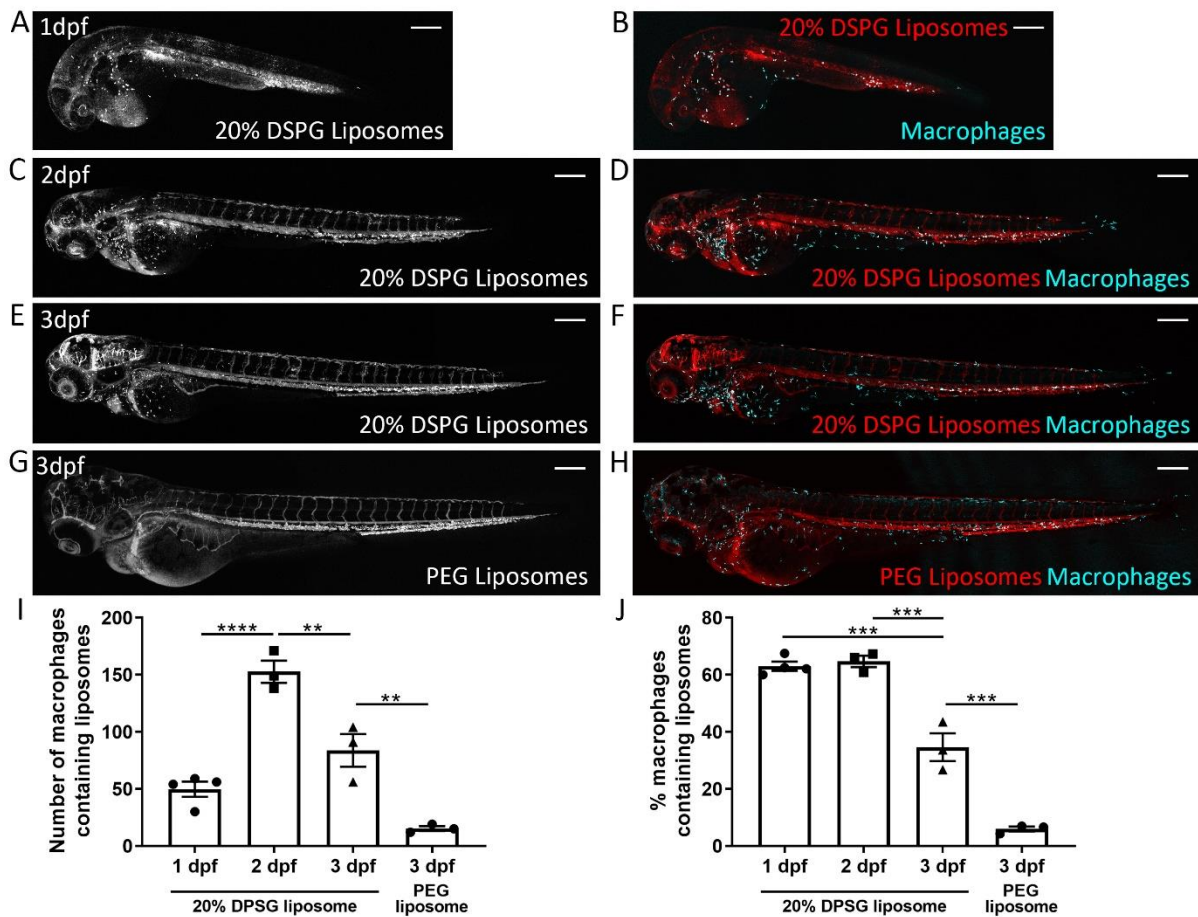 A 1dpf
20% DSPG Liposomes
B 20% DSPG Liposomes
Macrophages
C 2dpf
20% DSPG Liposomes
D
20% DSPG Liposomes Macrophages
E 3dpf
20% DSPG Liposomes
F
20% DSPG Liposomes Macrophages
G 3dpf
PEG Liposomes
H
PEG Liposomes Macrophages
I
Number of macrophages
containing liposomes
200
150
100
50
0
****
**
**
1 dpf 2 dpf 3 dpf 3 dpf
20% DPSG liposome
PEG
liposome
J
% macrophages
containing liposomes
80
60
40
20
0
***
***
***
1 dpf 2 dpf 3 dpf 3 dpf
20% DPSG liposome
PEG
liposome